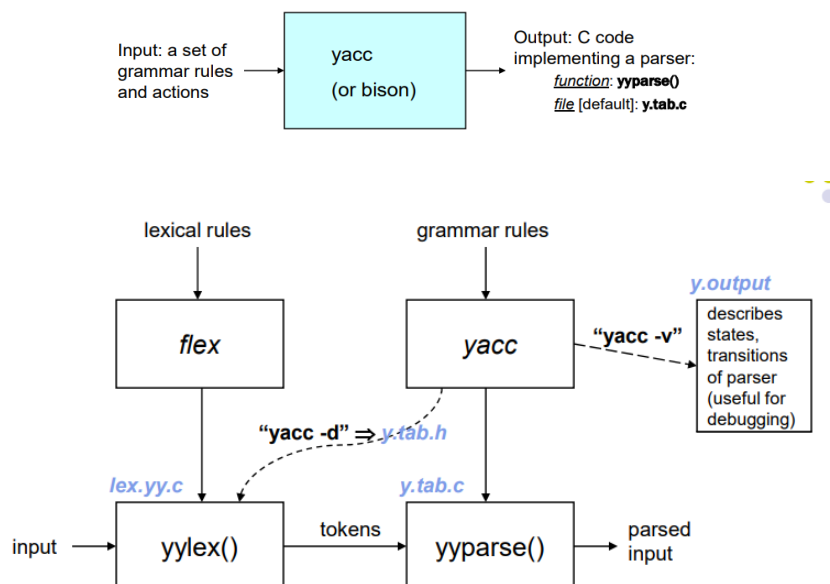 Input: a set of
grammar rules
and actions
yacc
(or bison)
Output: C code
implementing a parser:
function: yyparse()
file [default]: y.tab.c
lexical rules
grammar rules
y.output
flex
yacc
“yacc -v”
describes
states,
transitions
of parser
(useful for
debugging)
“yacc -d” ⇒ y.tab.h
lex.yy.c
y.tab.c
input
yylex()
tokens
yyparse()
parsed
input